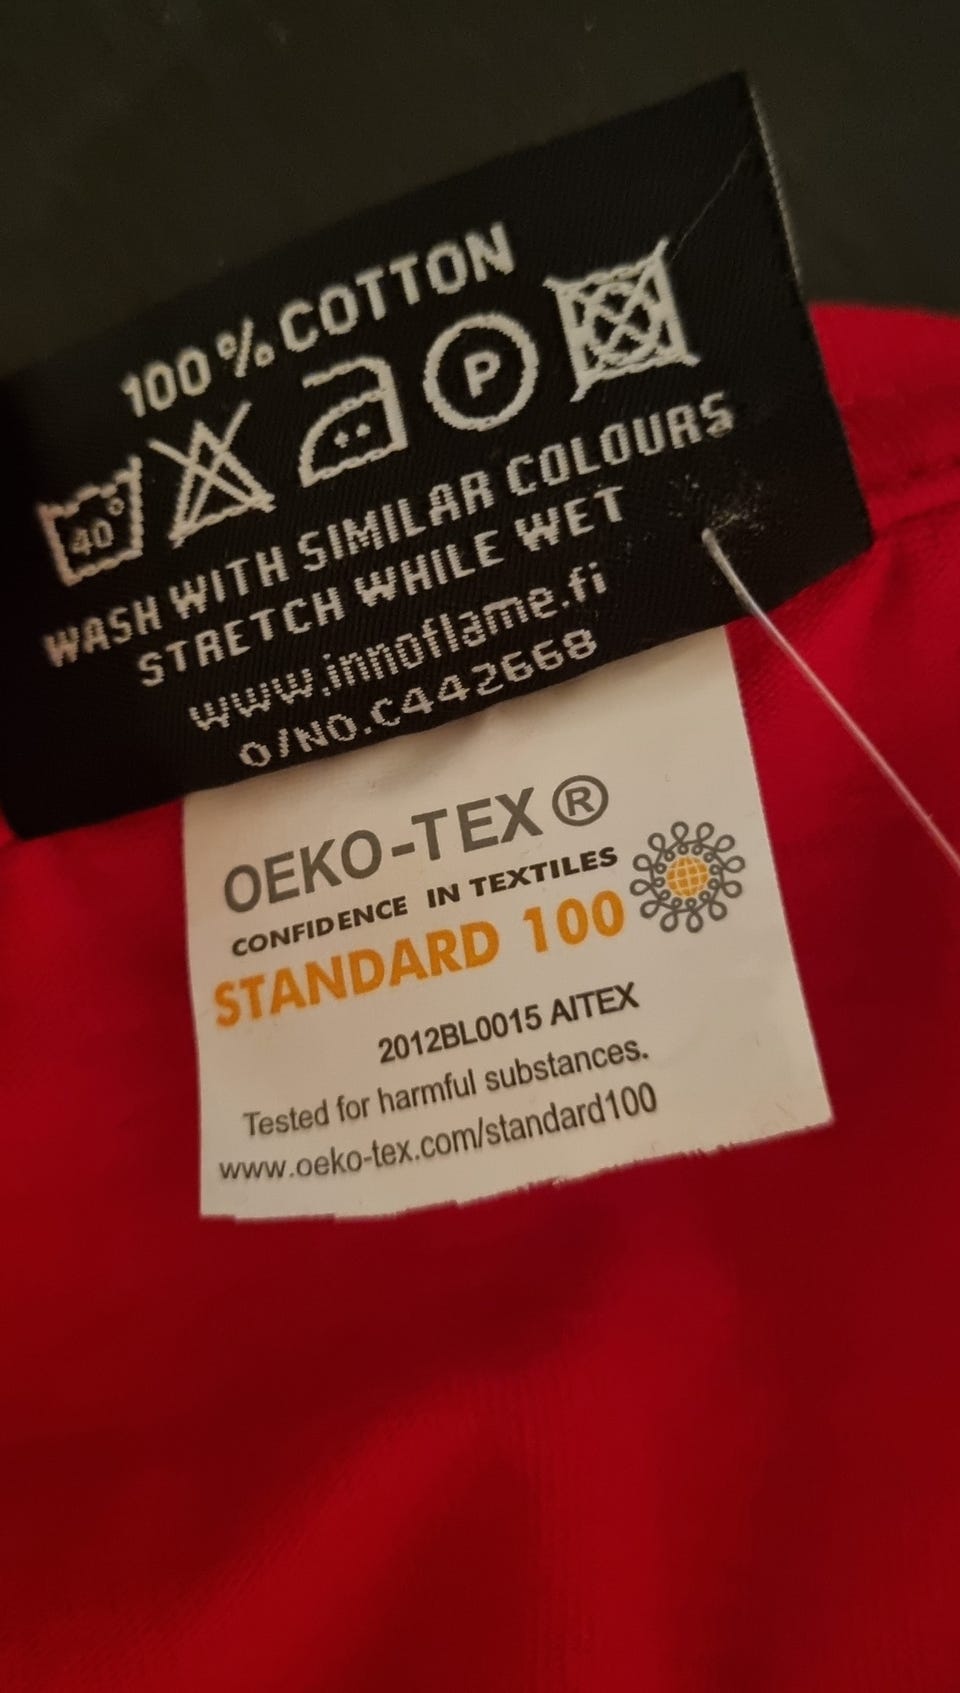 100% COTTON
40° P
WASH WITH SIMILAR COLOURS
STRETCH WHILE WET
www.innoflame.fi
O/NO.C442668
OEKO-TEX®
CONFIDENCE IN TEXTILES
STANDARD 100
2012BL0015 AITEX
Tested for harmful substances.
www.oeko-tex.com/standard100